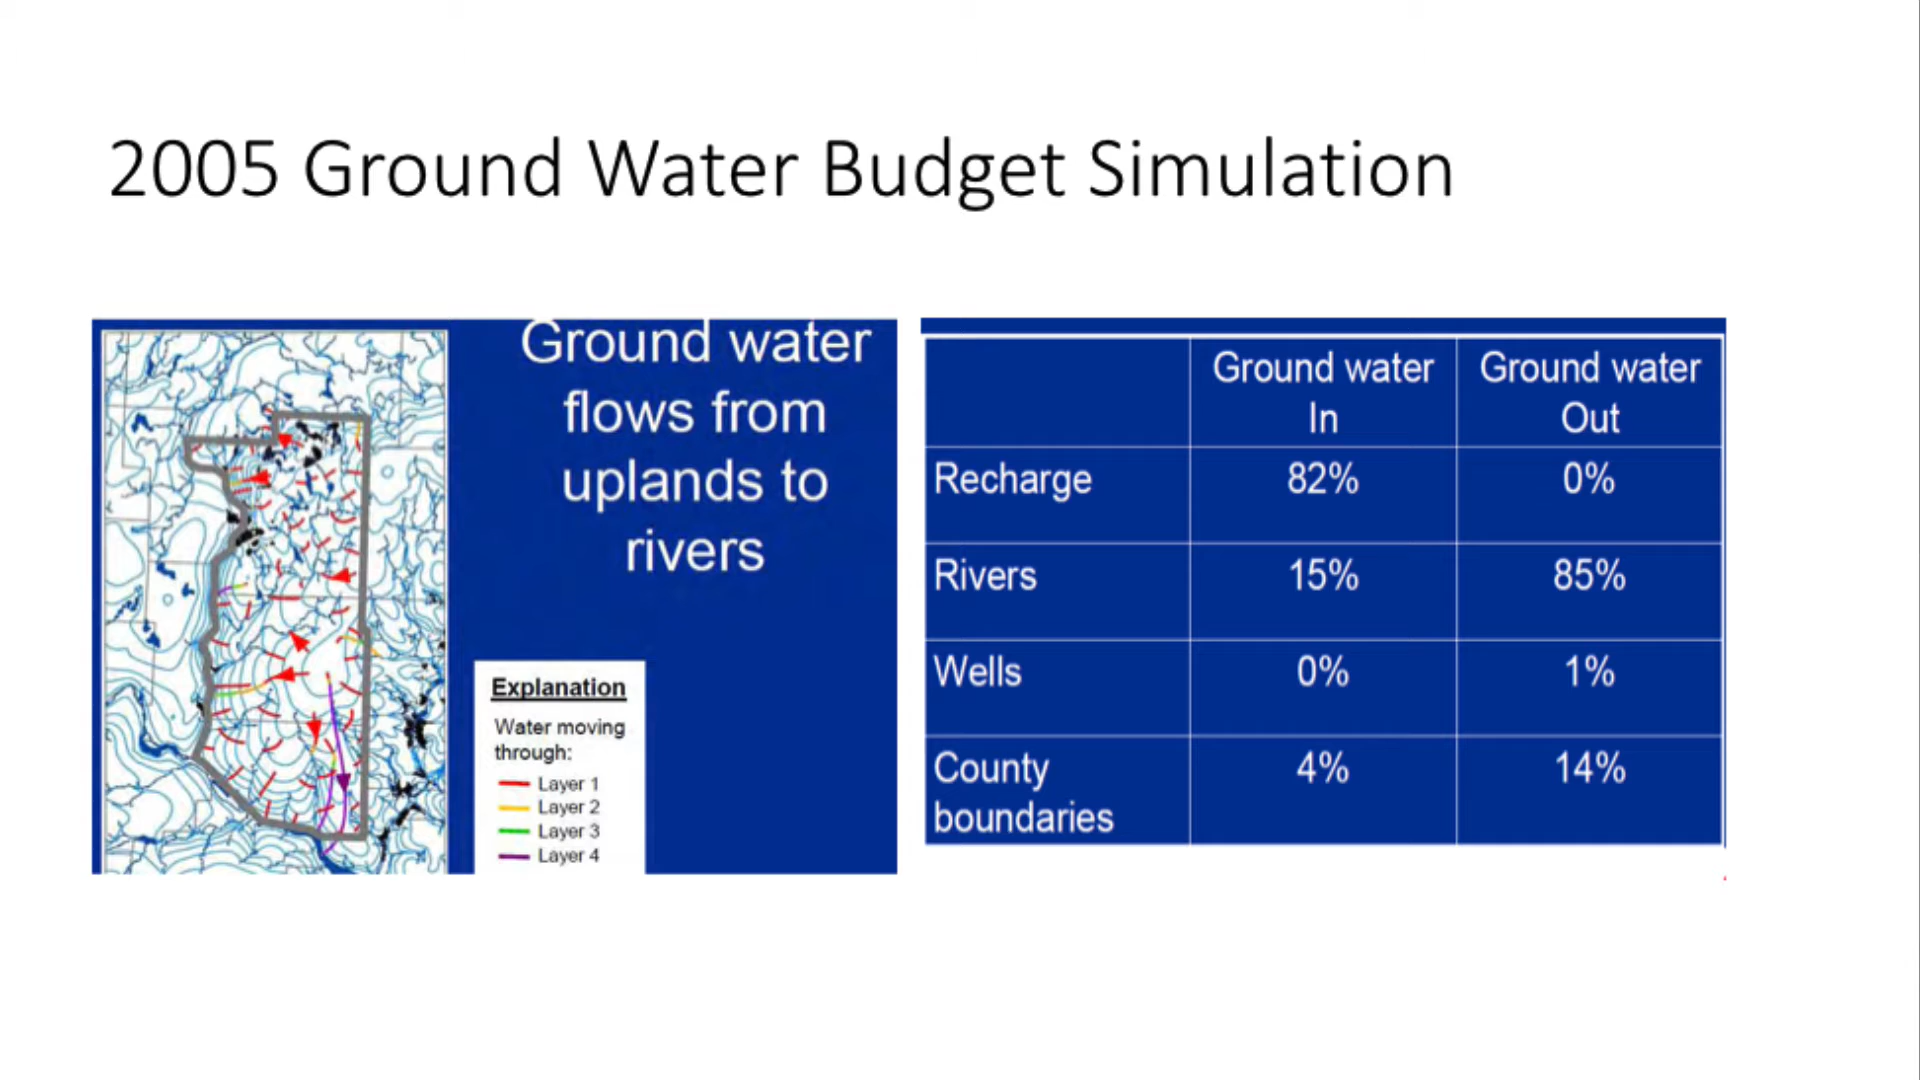 2005 Ground Water Budget Simulation
Ground water
flows from
uplands to
rivers
Explanation
Water moving
through:
Layer 1
Layer 2
Layer 3
Layer 4
Ground water In Ground water Out
Recharge 82% 0%
Rivers 15% 85%
Wells 0% 1%
County boundaries 4% 14%